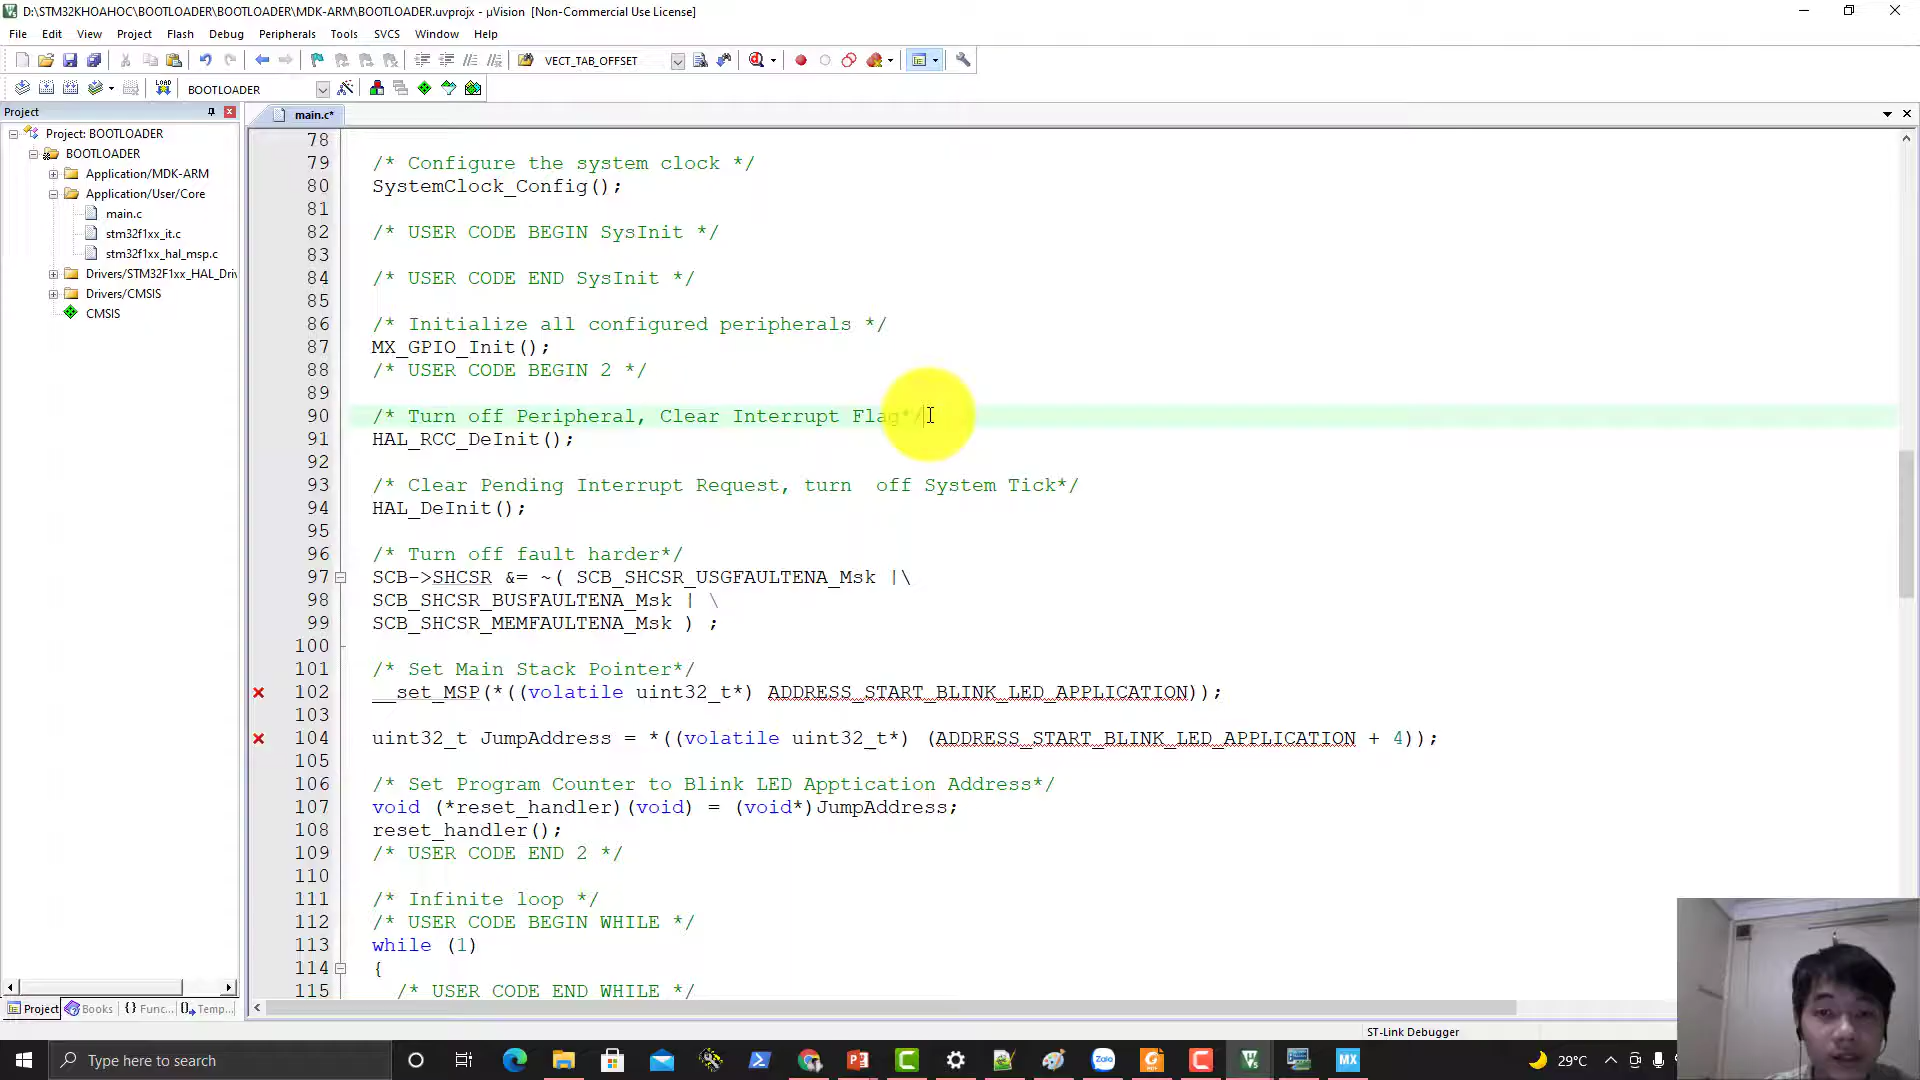 D:\STM32KHOAHOC\BOOTLOADER\BOOTLOADER\MDK-ARM\BOOTLOADER.uvprojx - µVision [Non-Commercial Use License]
File Edit View Project Flash Debug Peripherals Tools SVCS Window Help
VECT_TAB_OFFSET
LOAD BOOTLOADER
Project
main.c*
Project: BOOTLOADER
BOOTLOADER
Application/MDK-ARM
Application/User/Core
main.c
stm32f1xx_it.c
stm32f1xx_hal_msp.c
Drivers/STM32F1xx_HAL_Driv
Drivers/CMSIS
CMSIS
78
79 /* Configure the system clock */
80 SystemClock_Config();
81
82 /* USER CODE BEGIN SysInit */
83
84 /* USER CODE END SysInit */
85
86 /* Initialize all configured peripherals */
87 MX_GPIO_Init();
88 /* USER CODE BEGIN 2 */
89
90 /* Turn off Peripheral, Clear Interrupt Flag*/
91 HAL_RCC_DeInit();
92
93 /* Clear Pending Interrupt Request, turn  off System Tick*/
94 HAL_DeInit();
95
96 /* Turn off fault harder*/
97 SCB->SHCSR &= ~( SCB_SHCSR_USGFAULTENA_Msk |\
98 SCB_SHCSR_BUSFAULTENA_Msk | \
99 SCB_SHCSR_MEMFAULTENA_Msk ) ;
100
101 /* Set Main Stack Pointer*/
102 __set_MSP(*((volatile uint32_t*) ADDRESS_START_BLINK_LED_APPLICATION));
103
104 uint32_t JumpAddress = *((volatile uint32_t*) (ADDRESS_START_BLINK_LED_APPLICATION + 4));
105
106 /* Set Program Counter to Blink LED Apptication Address*/
107 void (*reset_handler)(void) = (void*)JumpAddress;
108 reset_handler();
109 /* USER CODE END 2 */
110
111 /* Infinite loop */
112 /* USER CODE BEGIN WHILE */
113 while (1)
114 {
115 /* USER CODE END WHILE */
Project Books {} Func... Temp...
ST-Link Debugger
Type here to search
Zalo
MX
29°C